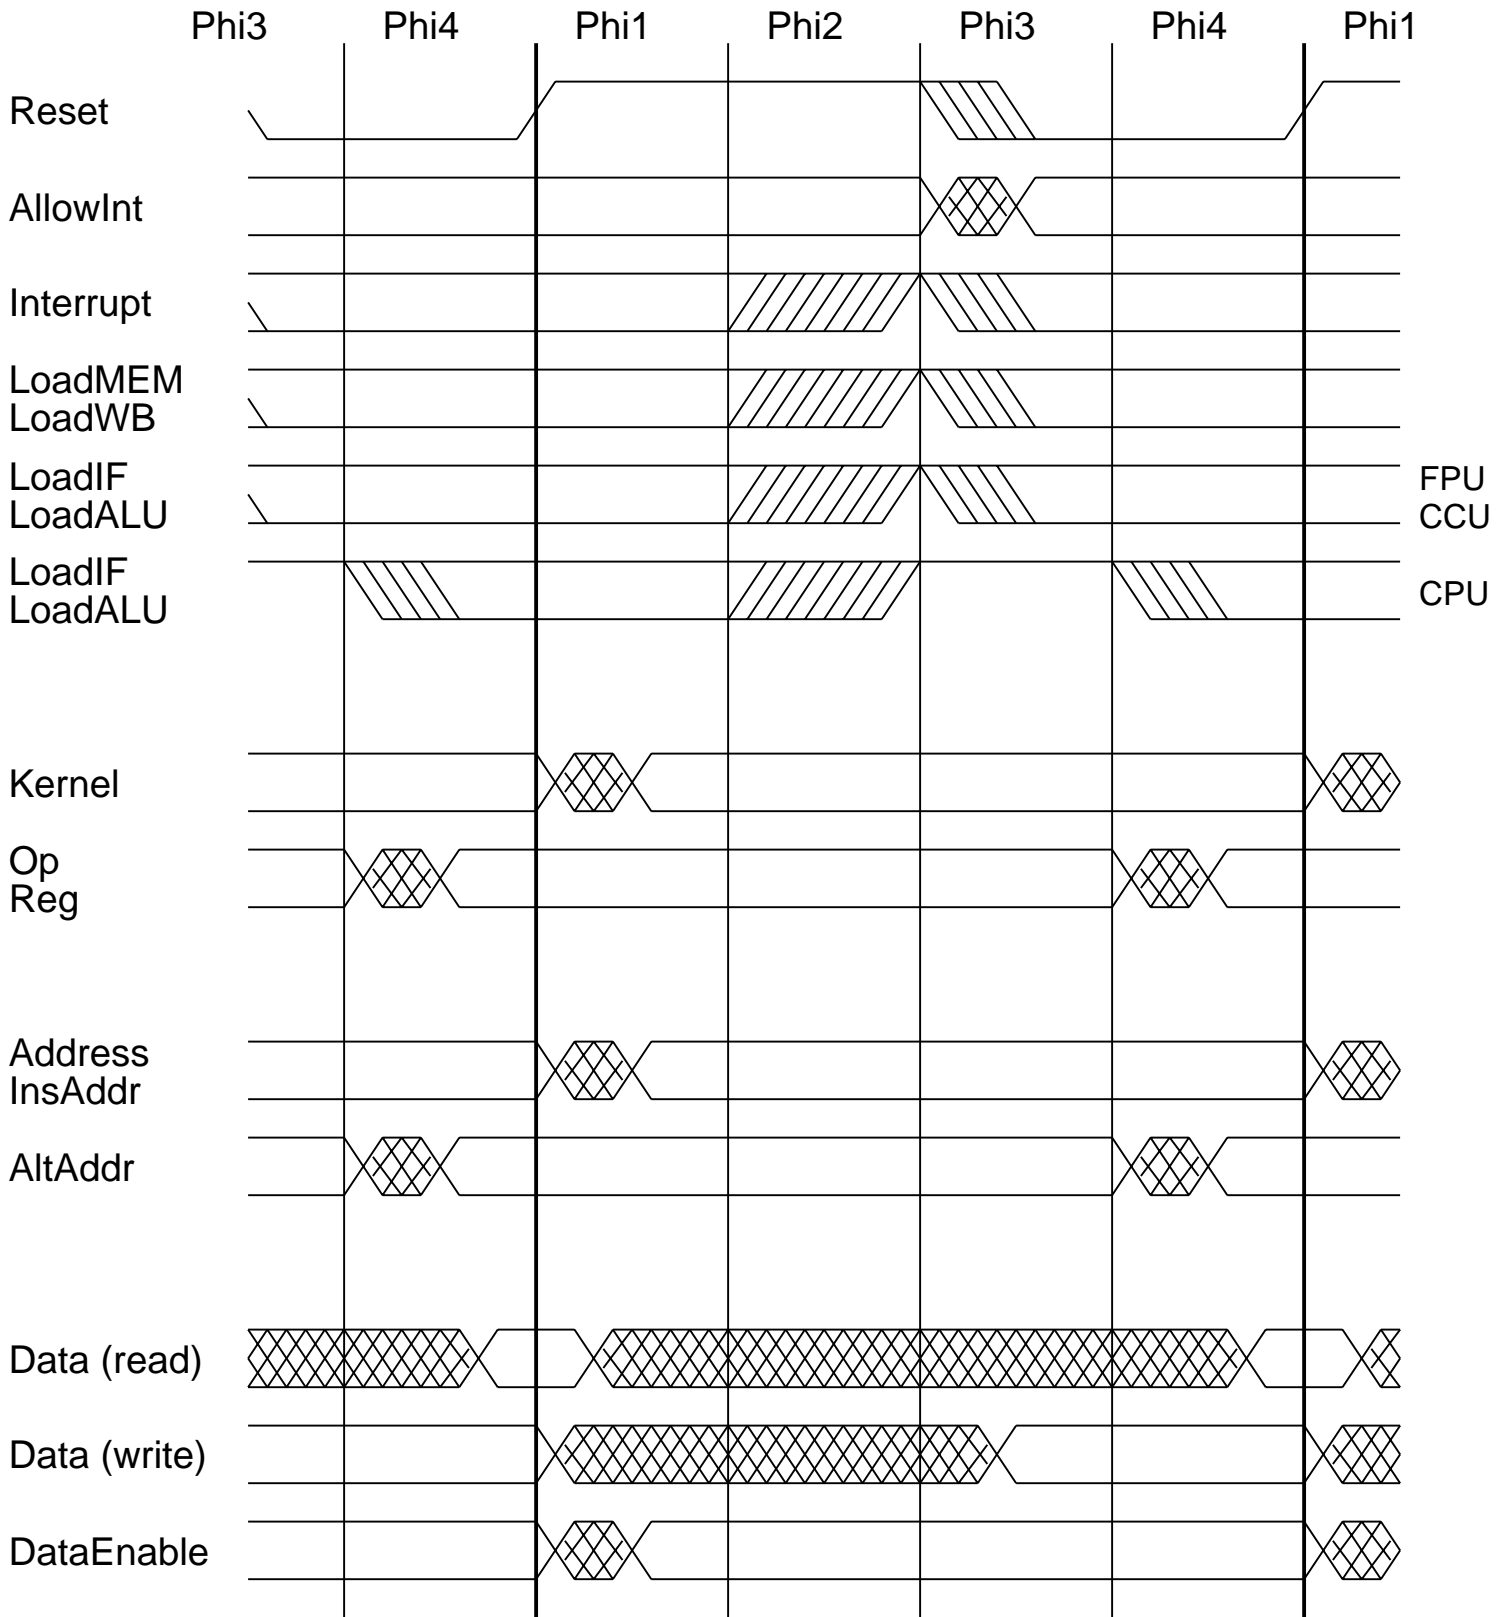 Phi3 Phi4 Phi1 Phi2 Phi3 Phi4 Phi1
Reset
AllowInt
Interrupt
LoadMEM
LoadWB
LoadIF FPU
LoadALU CCU
LoadIF
LoadALU
CPU
Kernel
Op
Reg
Address
InsAddr
AltAddr
Data (read)
Data (write)
DataEnable